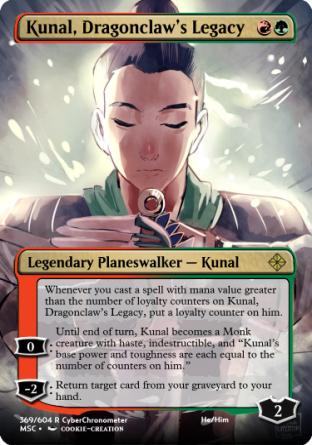 Kunal, Dragonclaw's Legacy
Legendary Planeswalker — Kunal
Whenever you cast a spell with mana value greater
than the number of loyalty counters on Kunal,
Dragonclaw's Legacy, put a loyalty counter on him.
Until end of turn, Kunal becomes a Monk
0 : creature with haste, indestructible, and “Kunal's
base power and toughness are each equal to the
number of counters on him.”
-2 : Return target card from your graveyard to your
hand.
2
369/604 R CyberChronometer He/Him
MSC • COOKIE-CREATION